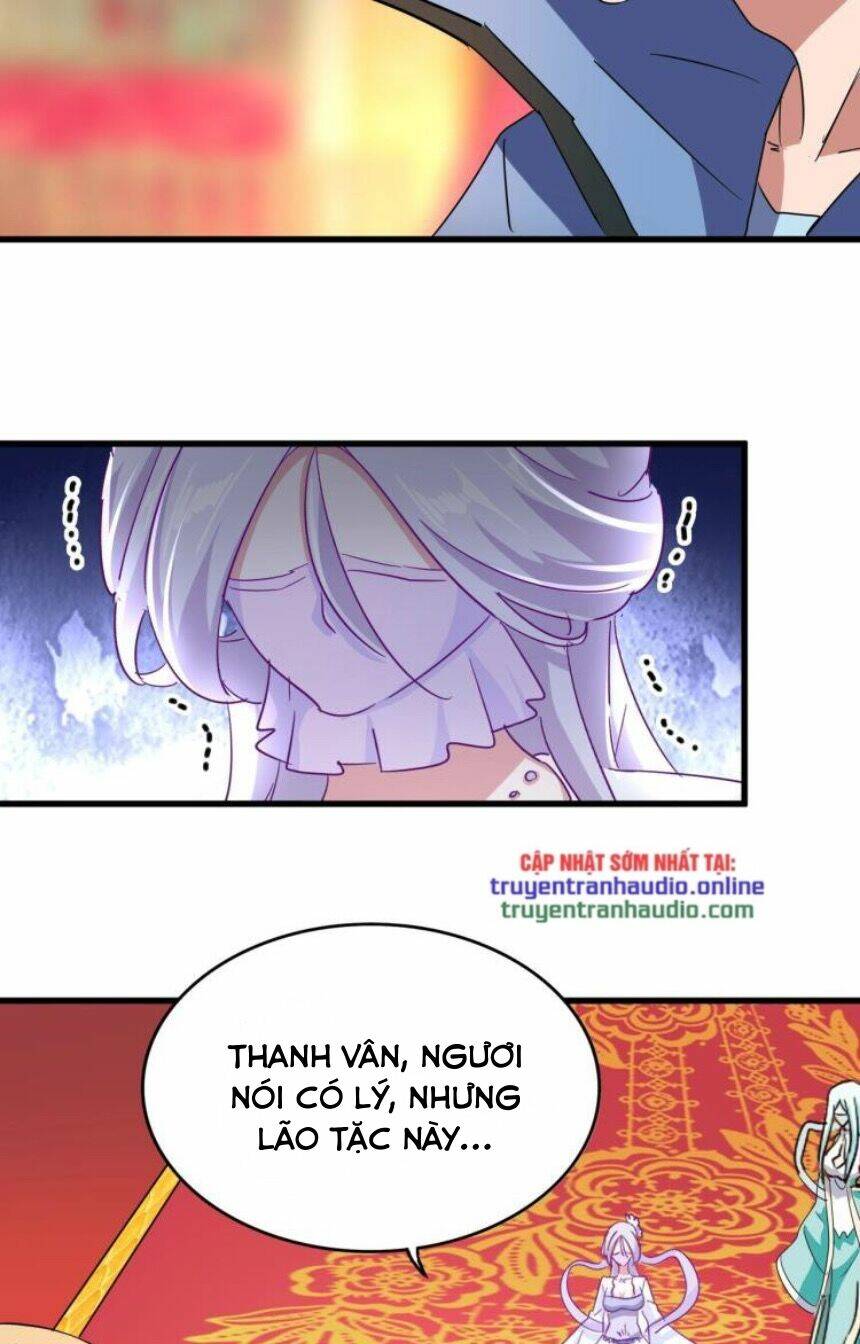 CẬP NHẬT SỚM NHẤT TẠI:
truyentranhaudio.online
truyentranhaudio.com
THANH VÂN, NGƯƠI
NÓI CÓ LÝ, NHƯNG
LÃO TẶC NÀY...